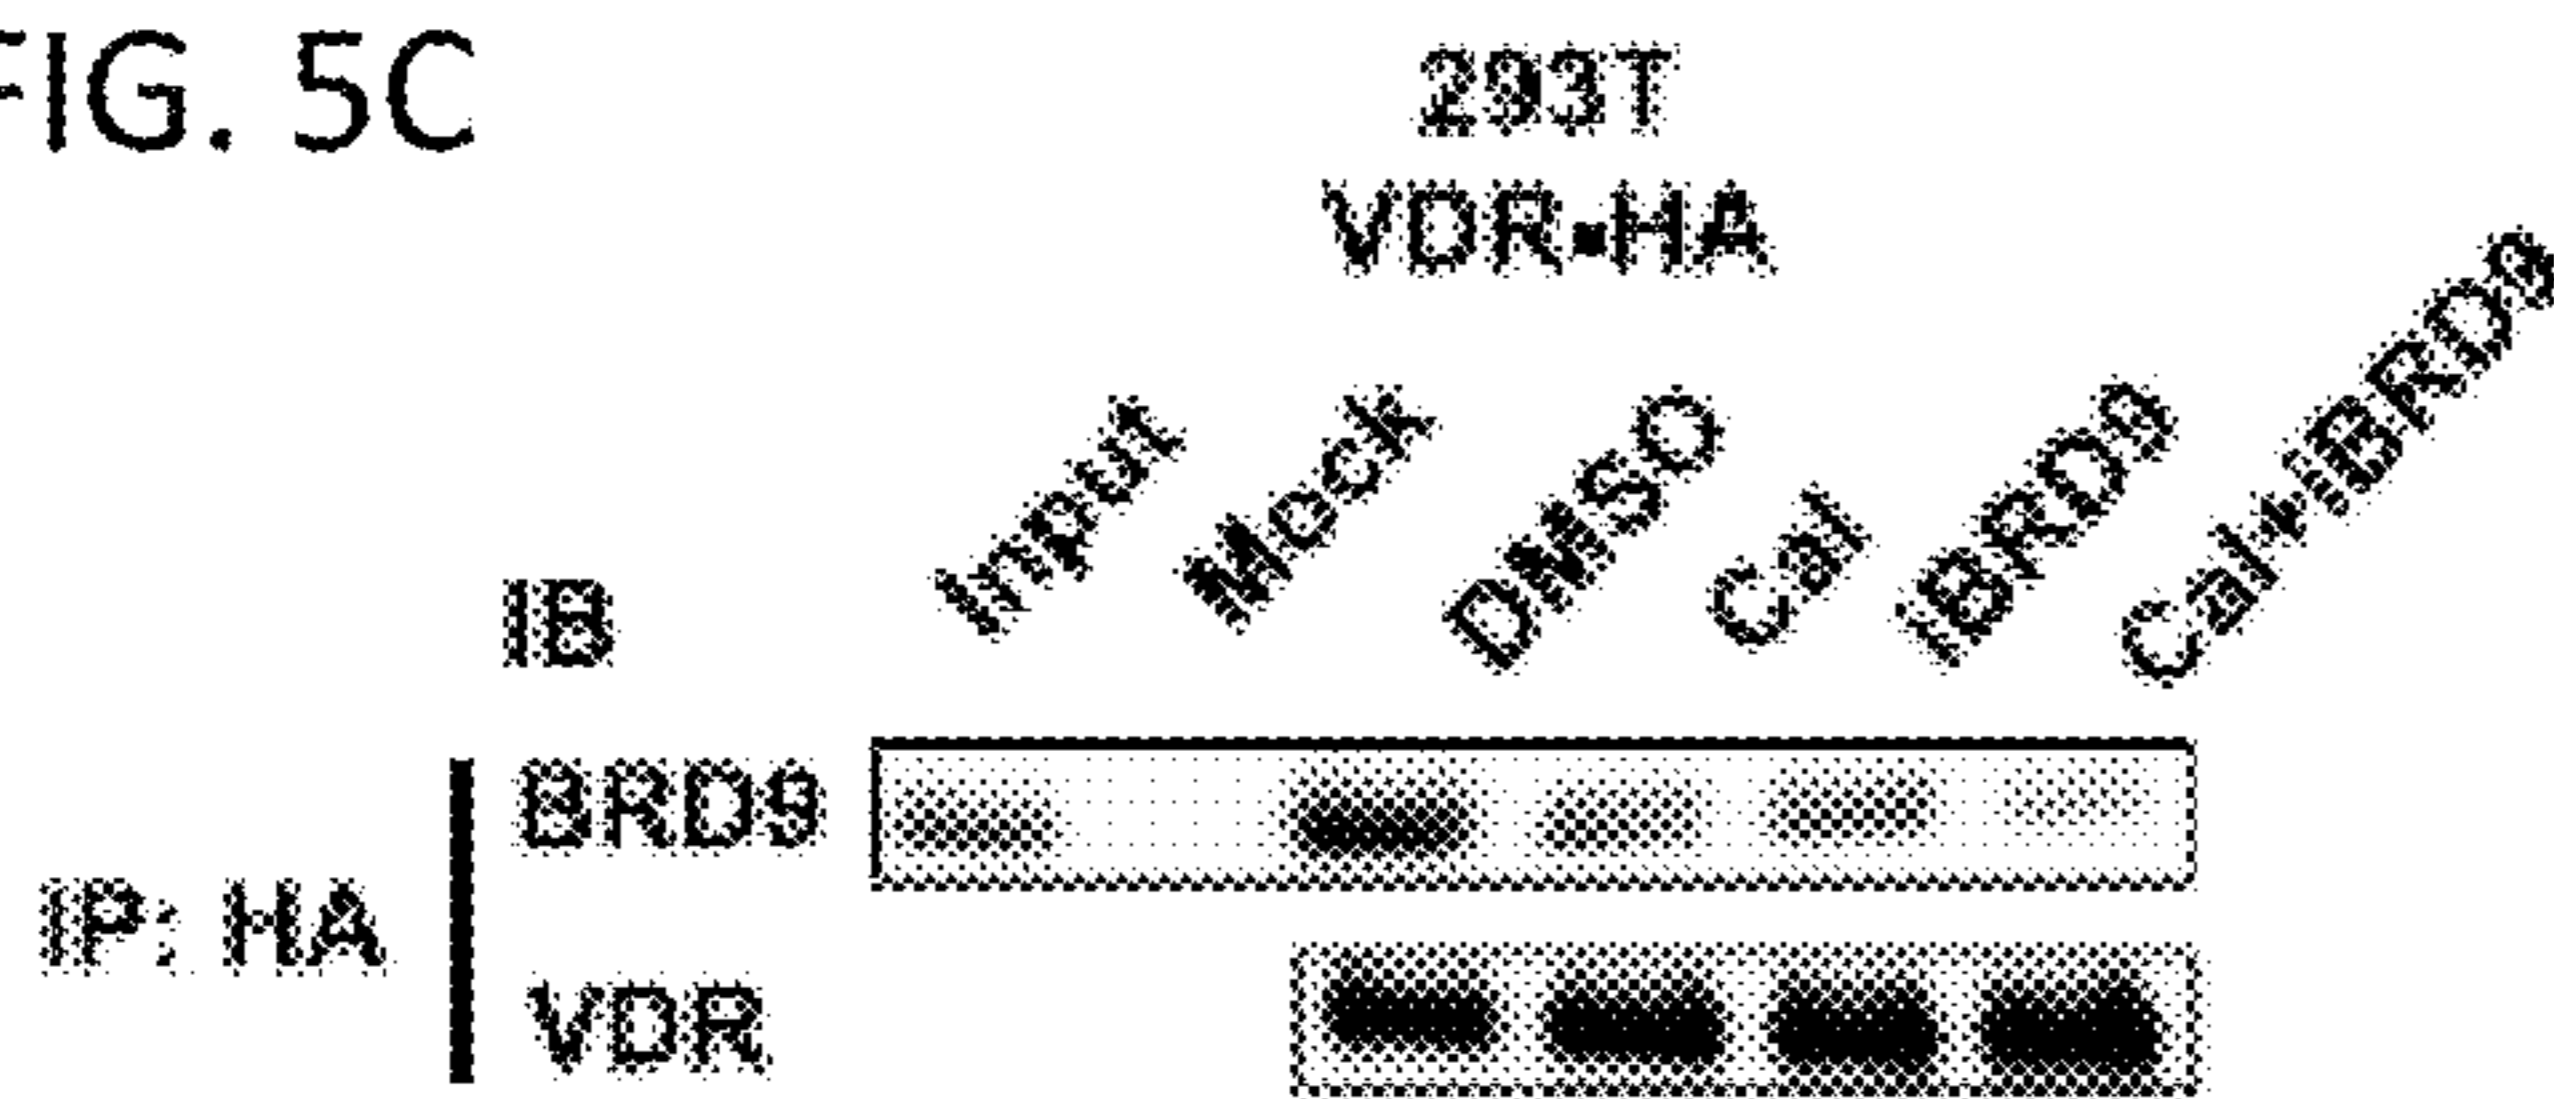 FIG. 5C
293T
VDR-HA
Input Mock DMSO Cal iBRD9 Cal+iBRD9
IB
BRD9
IP: HA
VDR